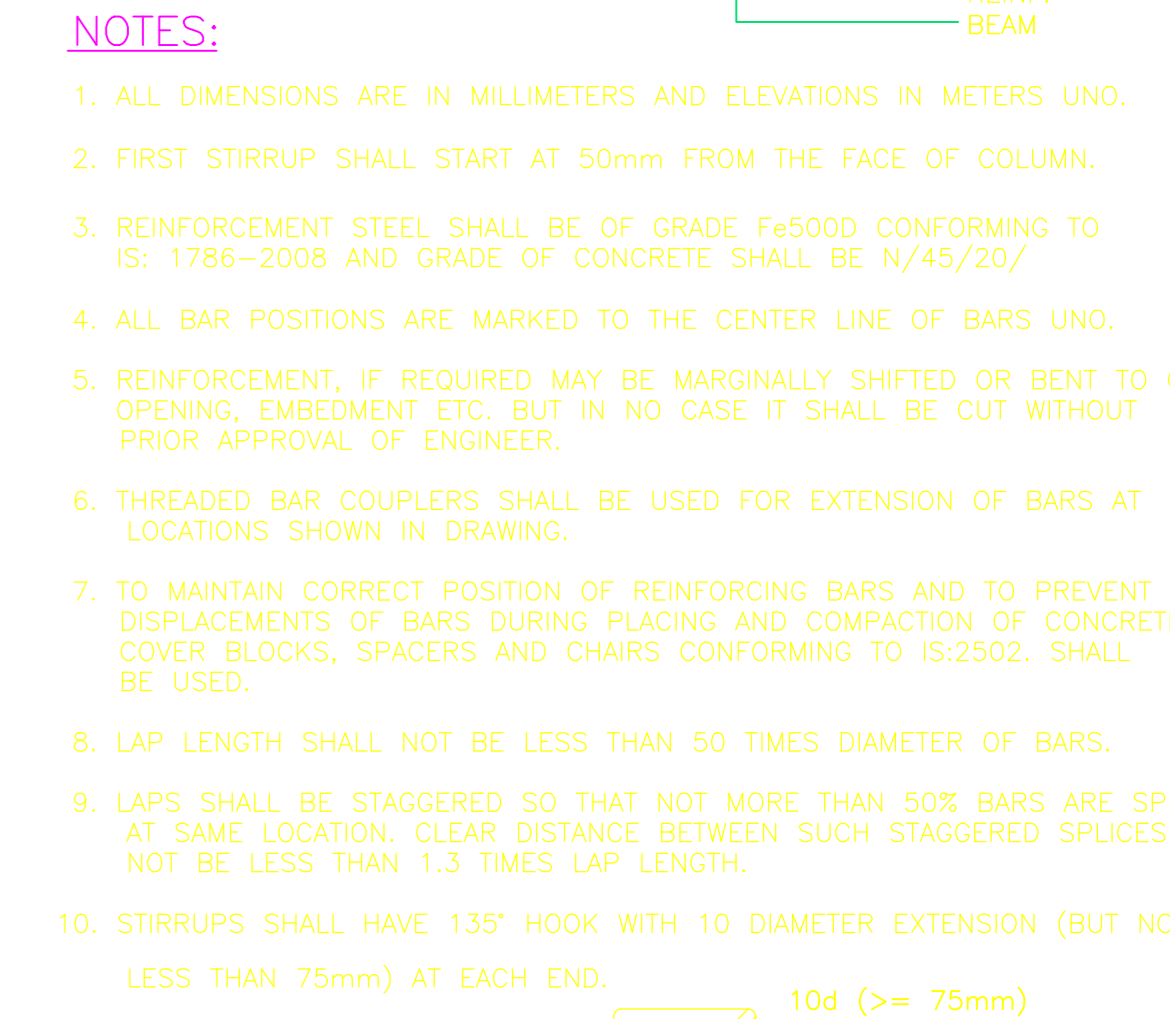 BEAM
NOTES:
1. ALL DIMENSIONS ARE IN MILLIMETERS AND ELEVATIONS IN METERS UNO.
2. FIRST STIRRUP SHALL START AT 50mm FROM THE FACE OF COLUMN.
3. REINFORCEMENT STEEL SHALL BE OF GRADE Fe500D CONFORMING TO
IS: 1786-2008 AND GRADE OF CONCRETE SHALL BE N/45/20/
4. ALL BAR POSITIONS ARE MARKED TO THE CENTER LINE OF BARS UNO.
5. REINFORCEMENT, IF REQUIRED MAY BE MARGINALLY SHIFTED OR BENT TO
OPENING, EMBEDMENT ETC. BUT IN NO CASE IT SHALL BE CUT WITHOUT
PRIOR APPROVAL OF ENGINEER.
6. THREADED BAR COUPLERS SHALL BE USED FOR EXTENSION OF BARS AT
LOCATIONS SHOWN IN DRAWING.
7. TO MAINTAIN CORRECT POSITION OF REINFORCING BARS AND TO PREVENT
DISPLACEMENTS OF BARS DURING PLACING AND COMPACTION OF CONCRETE
COVER BLOCKS, SPACERS AND CHAIRS CONFORMING TO IS:2502. SHALL
BE USED.
8. LAP LENGTH SHALL NOT BE LESS THAN 50 TIMES DIAMETER OF BARS.
9. LAPS SHALL BE STAGGERED SO THAT NOT MORE THAN 50% BARS ARE SP
AT SAME LOCATION. CLEAR DISTANCE BETWEEN SUCH STAGGERED SPLICES
NOT BE LESS THAN 1.3 TIMES LAP LENGTH.
10. STIRRUPS SHALL HAVE 135° HOOK WITH 10 DIAMETER EXTENSION (BUT NO
LESS THAN 75mm) AT EACH END.
10d (>= 75mm)